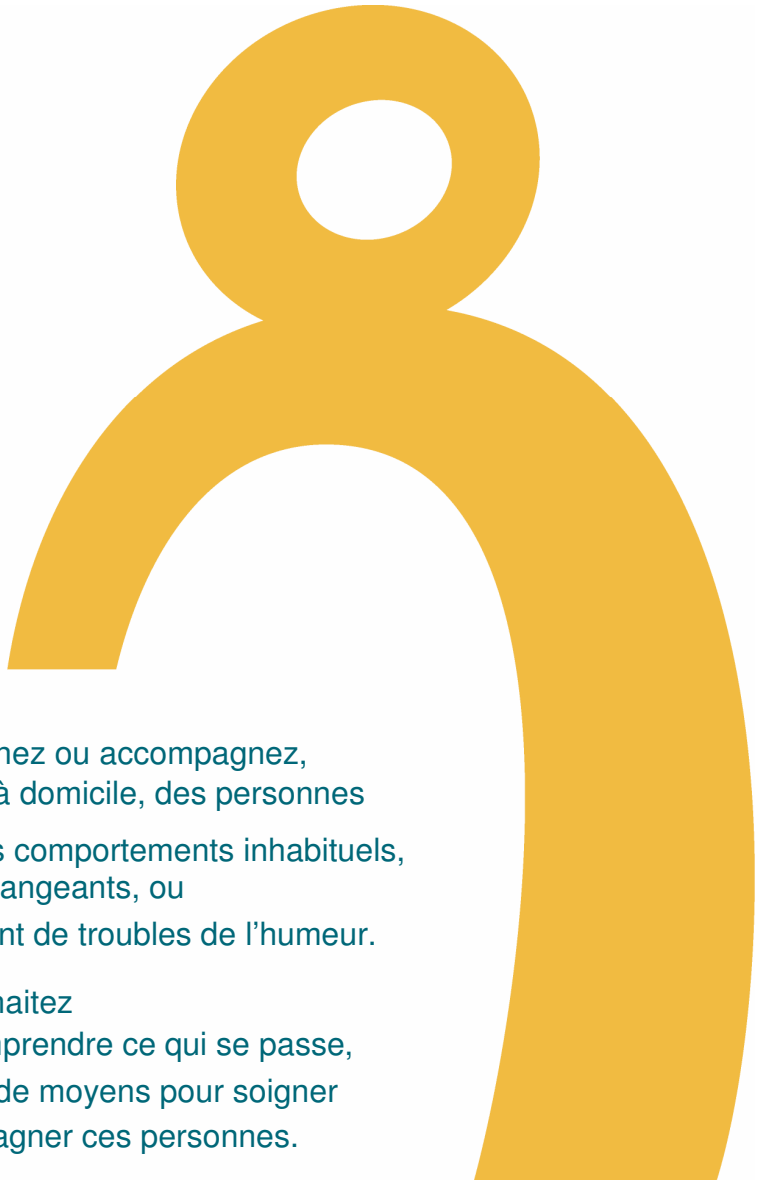 nez ou accompagnez,
à domicile, des personnes
s comportements inhabituels,
angeants, ou
nt de troubles de l’humeur.
naitez
prendre ce qui se passe,
de moyens pour soigner
agner ces personnes.